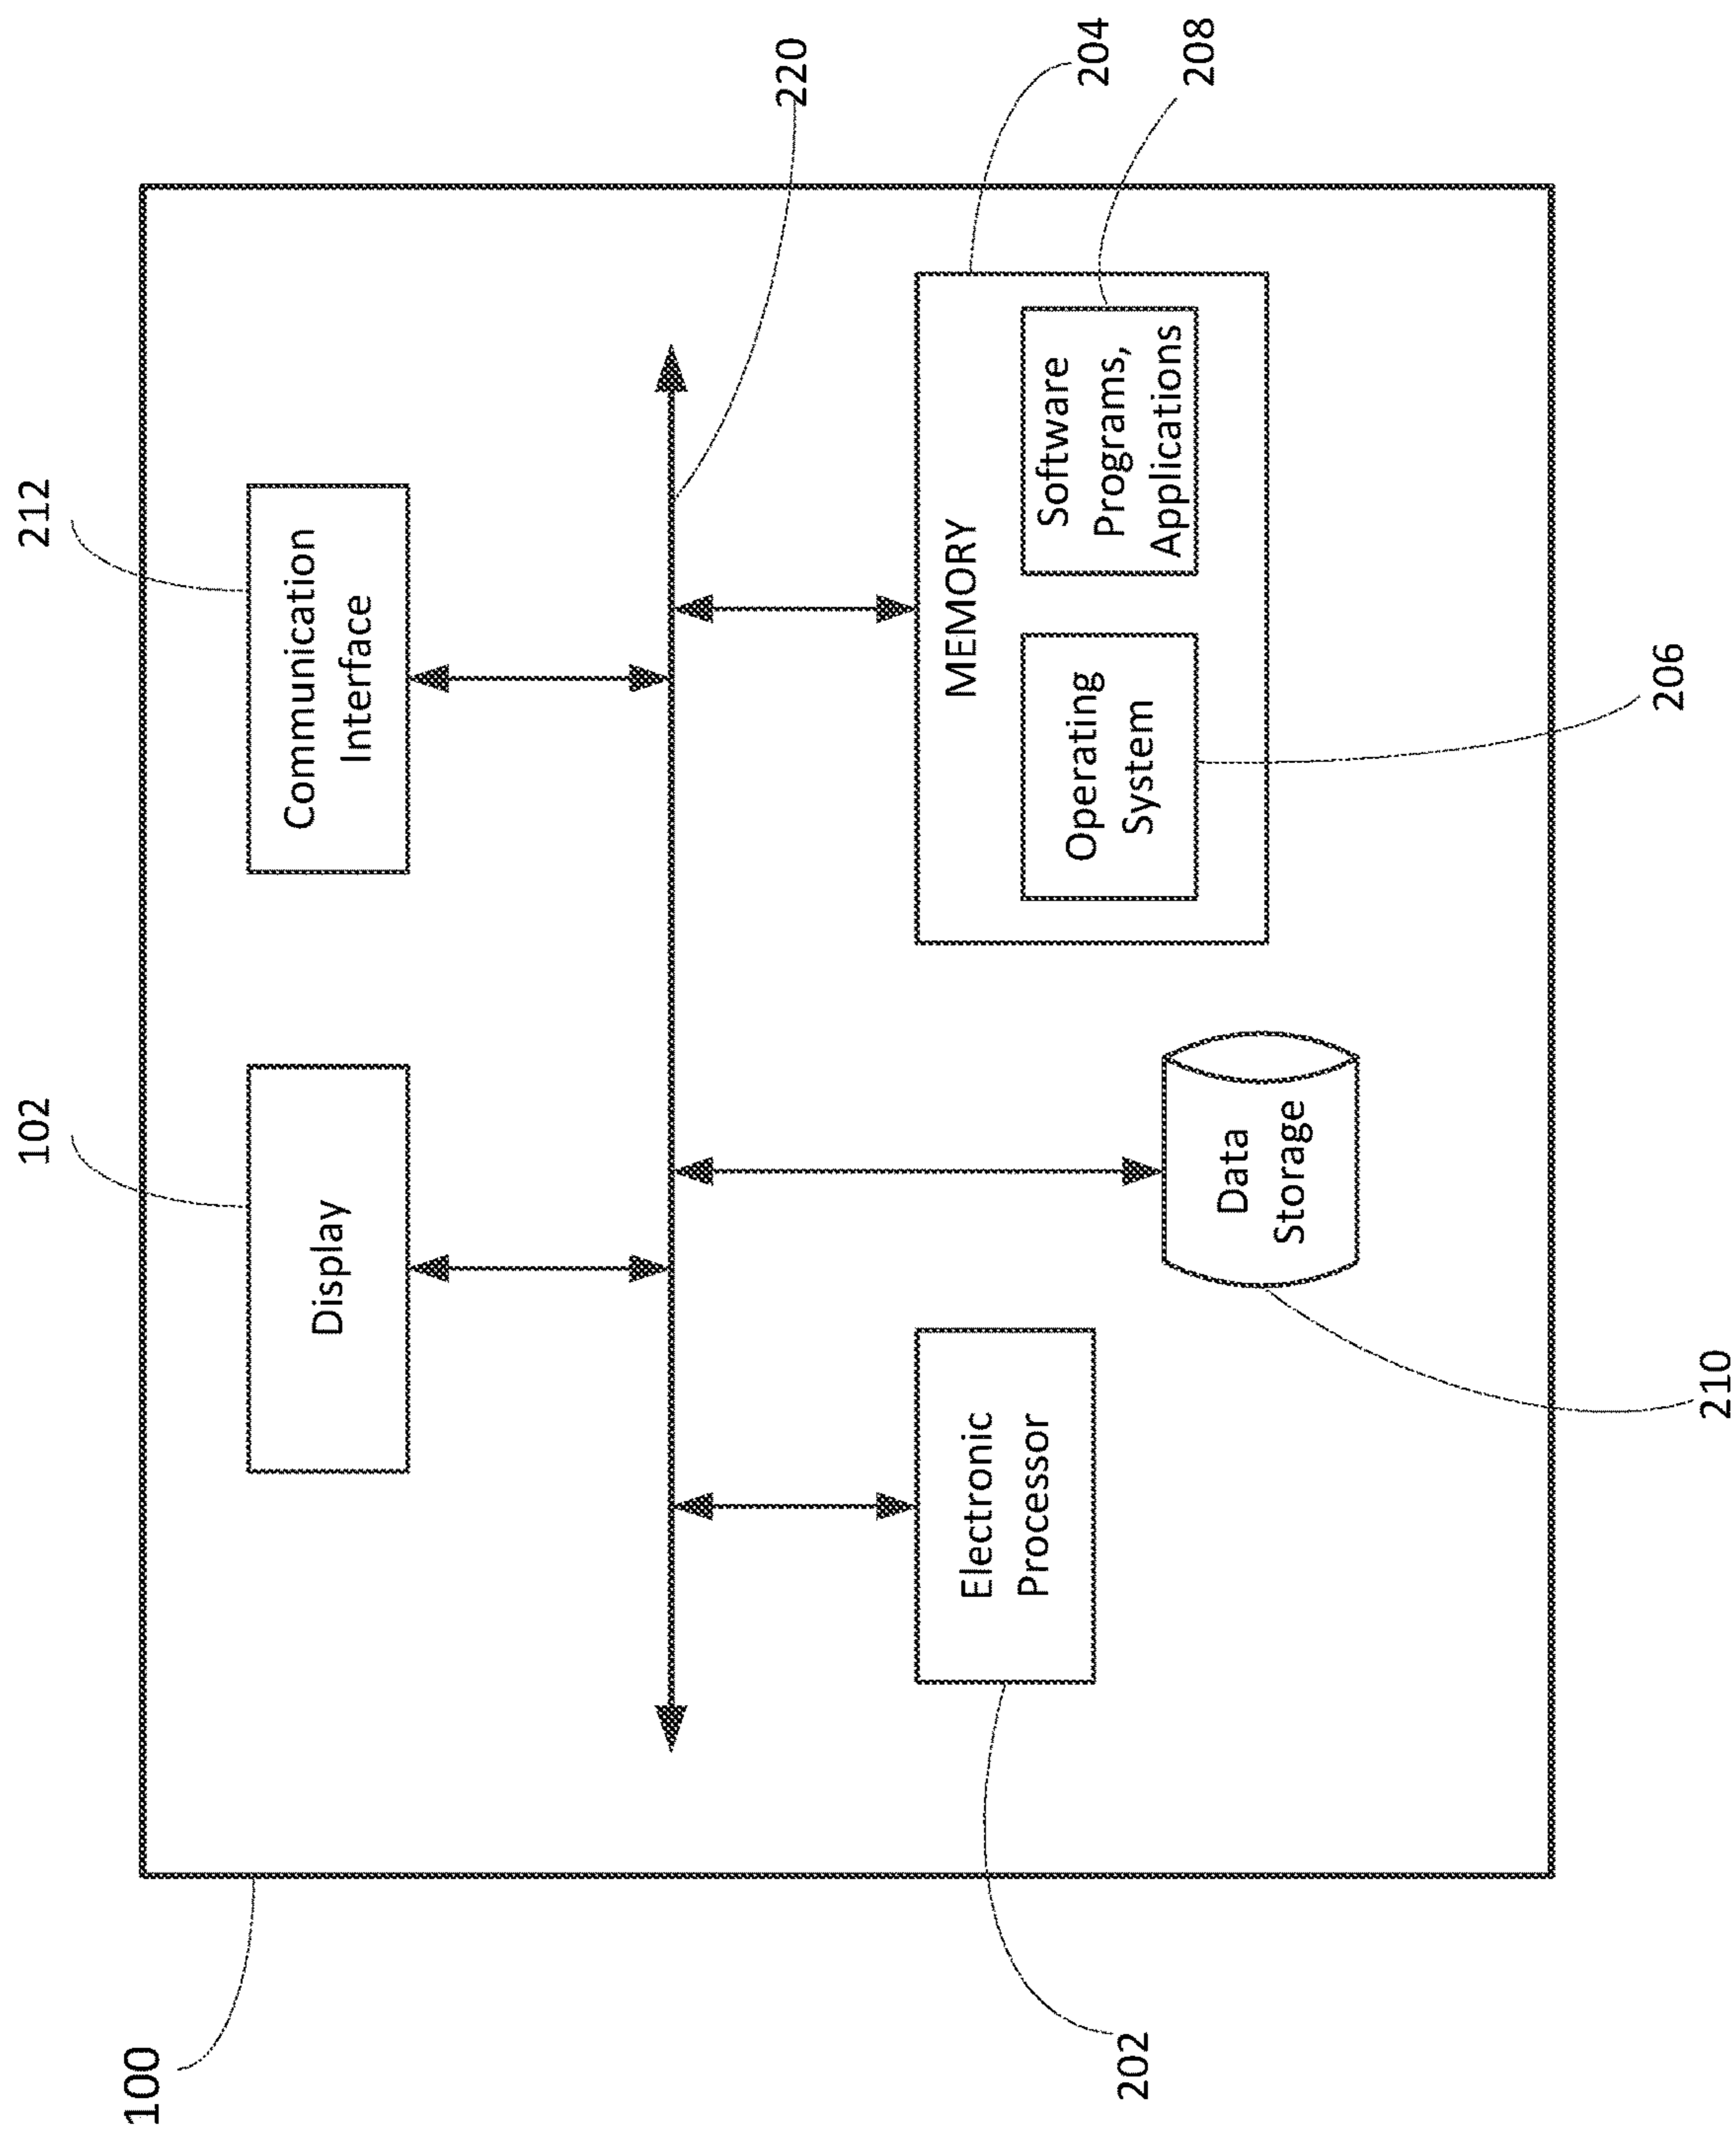 100
102
212
Display
Communication
Interface
220
Electronic
Processor
202
Data
Storage
210
MEMORY
204
Operating
System
206
Software
Programs,
Applications
208